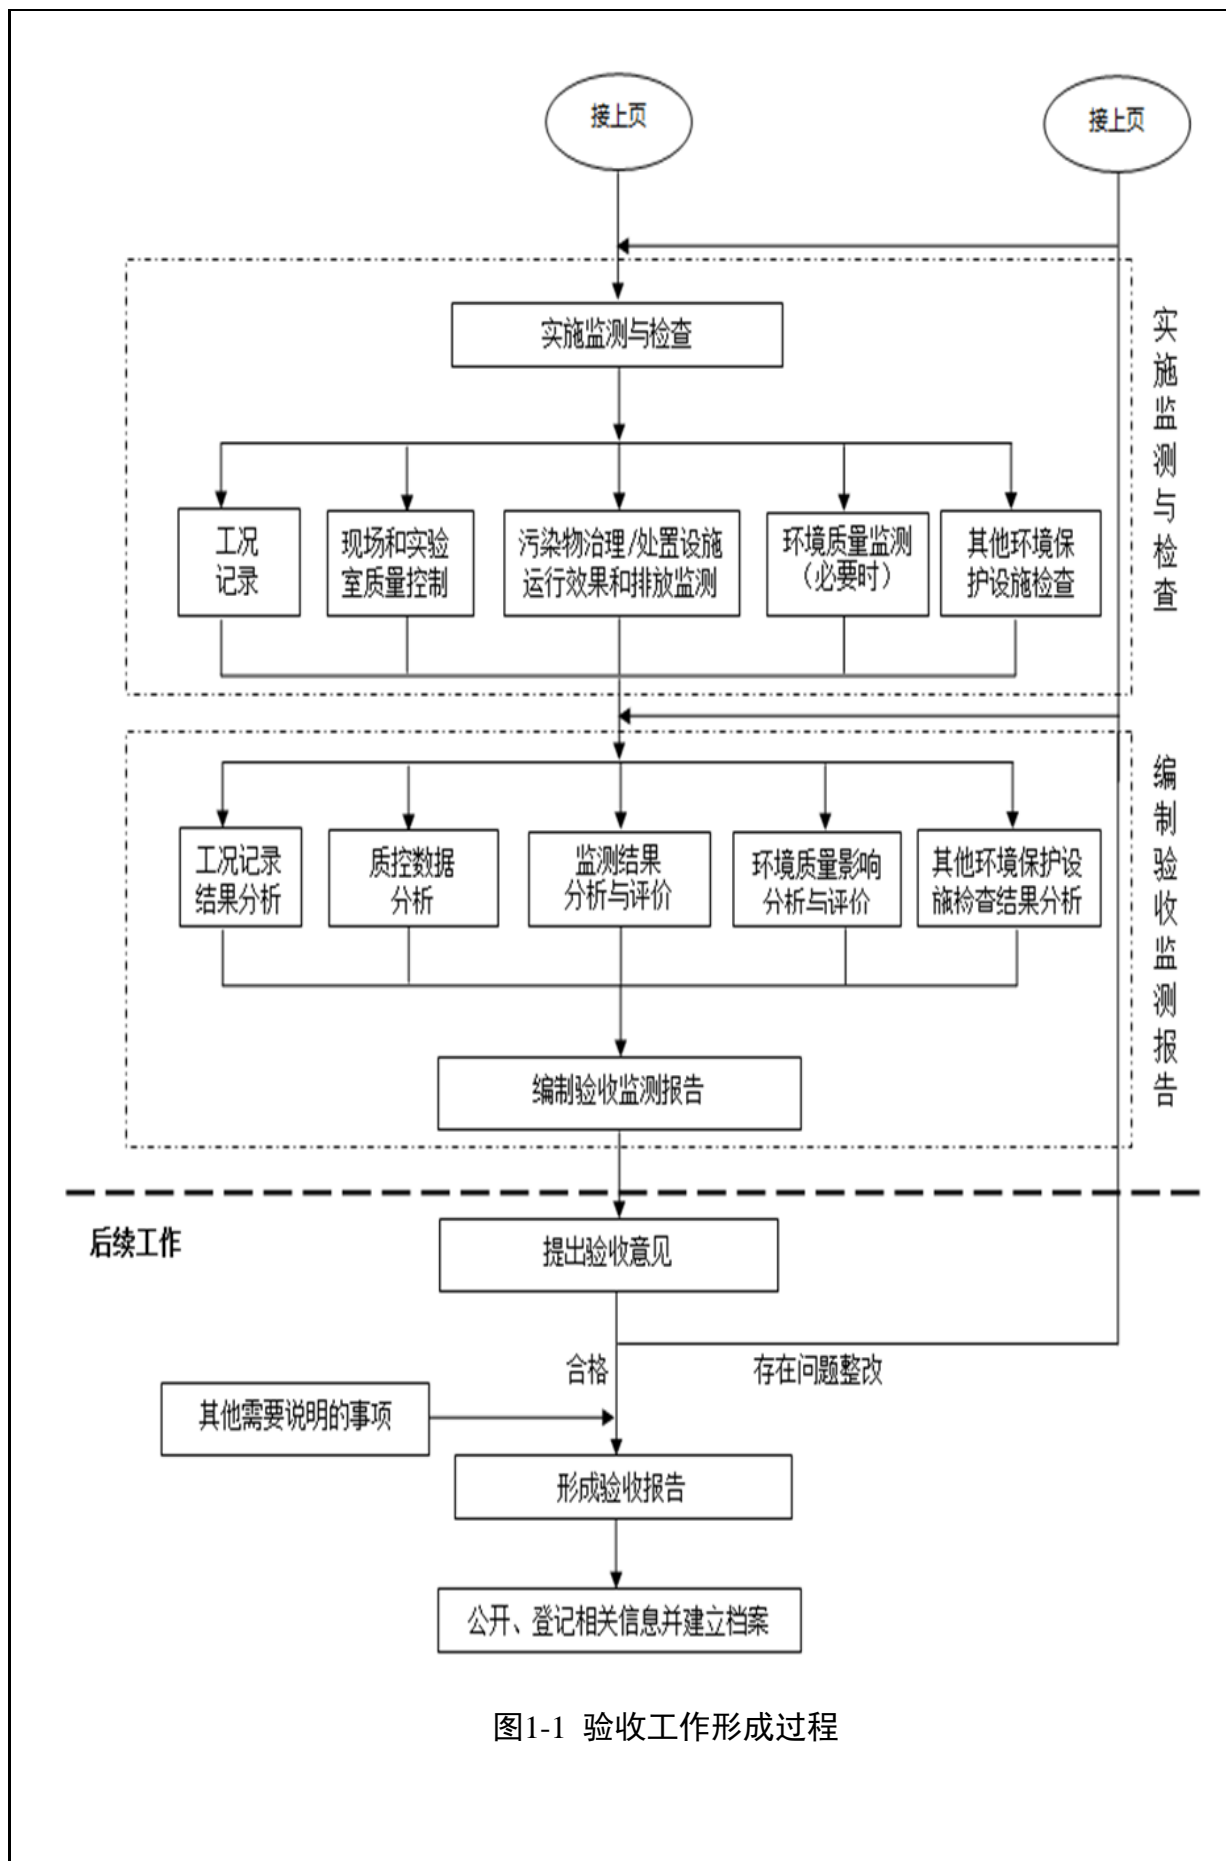 接上页
接上页
实施监测与检查
实施监测与检查
工况
记录
现场和实验
室质量控制
污染物治理/处置设施
运行效果和排放监测
环境质量监测
（必要时）
其他环境保
护设施检查
编制验收监测报告
工况记录
结果分析
质控数据
分析
监测结果
分析与评价
环境质量影响
分析与评价
其他环境保护设
施检查结果分析
编制验收监测报告
后续工作
提出验收意见
合格
存在问题整改
其他需要说明的事项
形成验收报告
公开、登记相关信息并建立档案
图1-1 验收工作形成过程